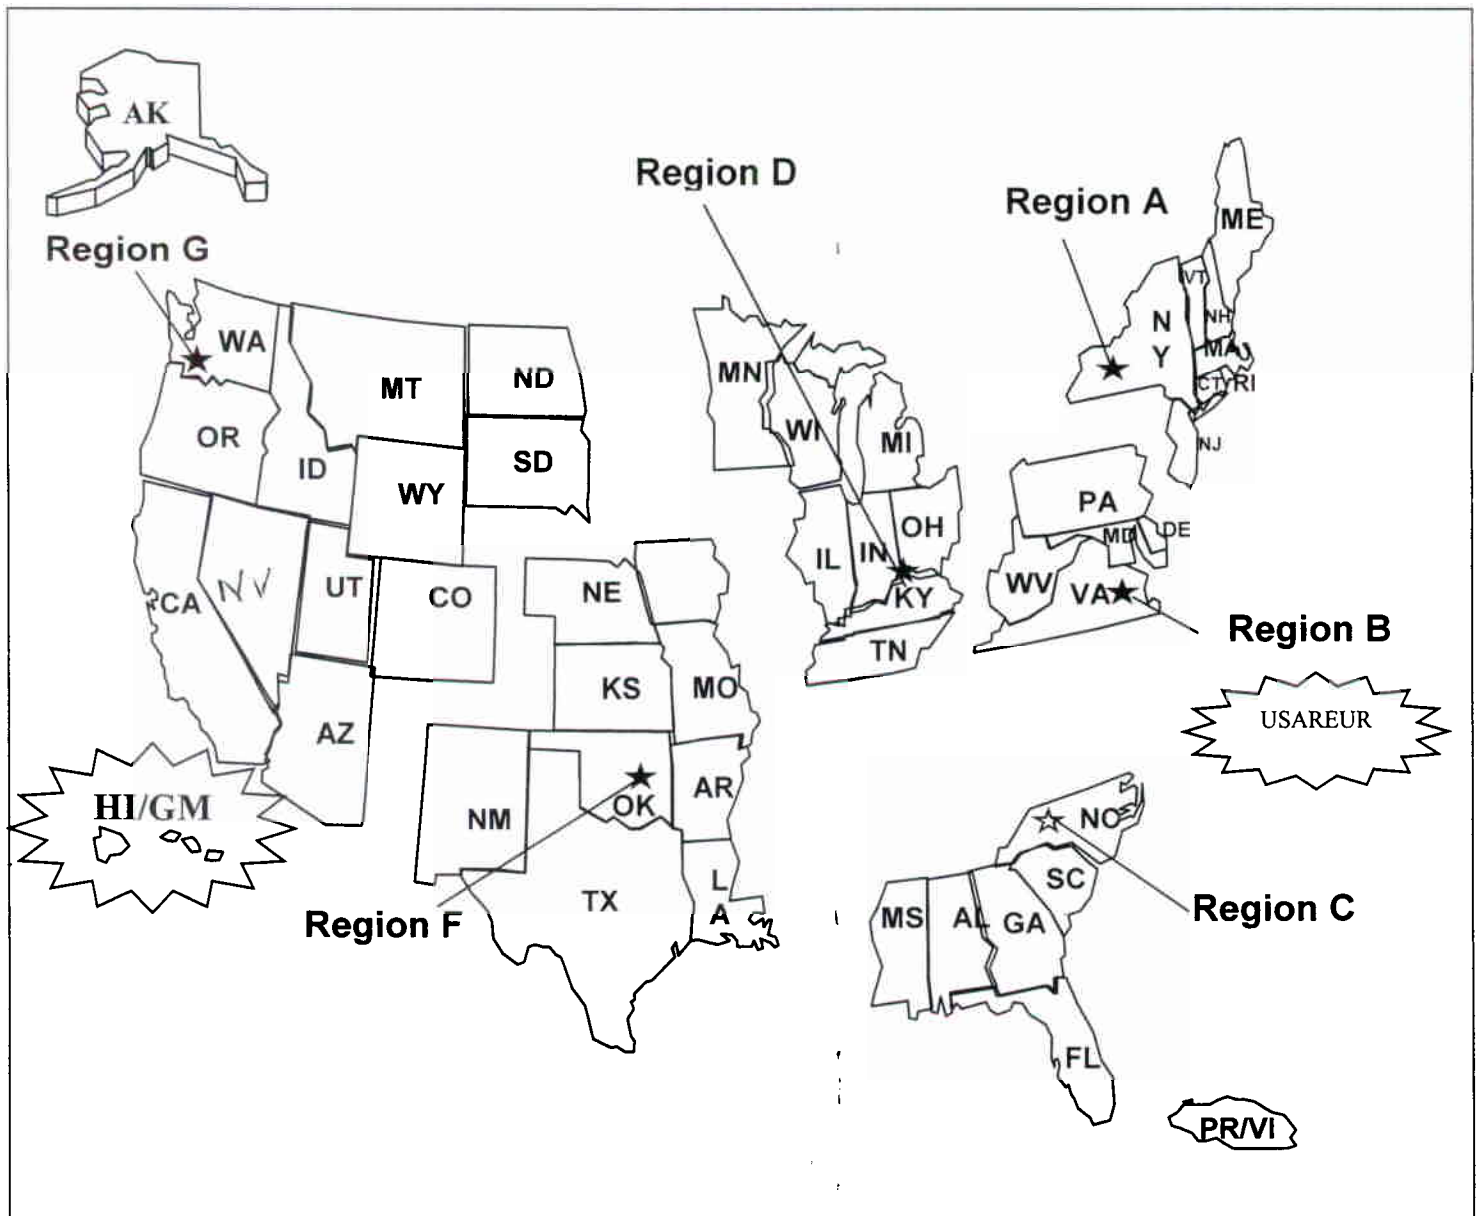 AK
Region D
Region A
ME
Region G
VT
WA
N
Y
NH
MA
MT
ND
MN
CT
RI
OR
WI
MI
NJ
ID
SD
WY
PA
OH
MD
DE
IN
IL
UT
NV
CA
CO
NE
WV
VA
KY
Region B
TN
KS
MO
USAREUR
AZ
HI/GM
AR
OK
NM
NC
L
A
TX
SC
MS
AL
GA
Region F
Region C
FL
PR/VI